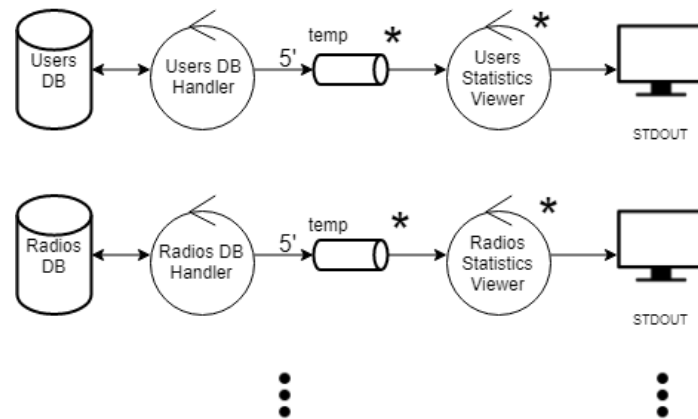 temp
*
*
Users
DB
Users DB
Handler
5'
Users
Statistics
Viewer
STDOUT
temp
*
*
Radios
DB
Radios DB
Handler
5'
Radios
Statistics
Viewer
STDOUT